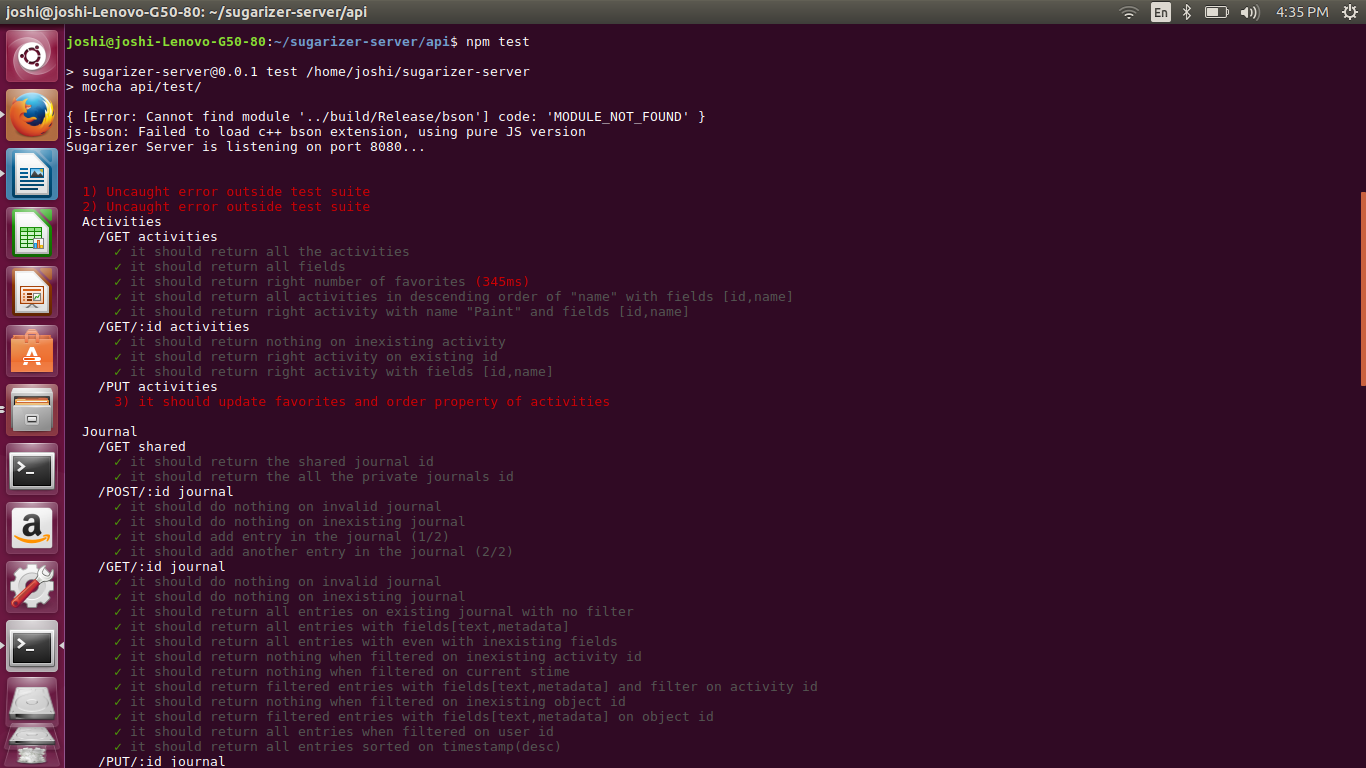 joshi@joshi-Lenovo-G50-80: ~/sugarizer-server/api
En
4:35 PM
joshi@joshi-Lenovo-G50-80:~/sugarizer-server/api$ npm test
> sugarizer-server@0.0.1 test /home/joshi/sugarizer-server
> mocha api/test/
{ [Error: Cannot find module '../build/Release/bson'] code: 'MODULE_NOT_FOUND' }
js-bson: Failed to load c++ bson extension, using pure JS version
Sugarizer Server is listening on port 8080...
1) Uncaught error outside test suite
2) Uncaught error outside test suite
Activities
/GET activities
✓ it should return all the activities
✓ it should return all fields
✓ it should return right number of favorites (345ms)
✓ it should return all activities in descending order of "name" with fields [id,name]
✓ it should return right activity with name "Paint" and fields [id,name]
/GET/:id activities
✓ it should return nothing on inexisting activity
✓ it should return right activity on existing id
✓ it should return right activity with fields [id,name]
/PUT activities
3) it should update favorites and order property of activities
Journal
/GET shared
✓ it should return the shared journal id
✓ it should return the all the private journals id
/POST/:id journal
✓ it should do nothing on invalid journal
✓ it should do nothing on inexisting journal
✓ it should add entry in the journal (1/2)
✓ it should add another entry in the journal (2/2)
/GET/:id journal
✓ it should do nothing on invalid journal
✓ it should do nothing on inexisting journal
✓ it should return all entries on existing journal with no filter
✓ it should return all entries with fields[text,metadata]
✓ it should return all entries with even with inexisting fields
✓ it should return nothing when filtered on inexisting activity id
✓ it should return nothing when filtered on current stime
✓ it should return filtered entries with fields[text,metadata] and filter on activity id
✓ it should return nothing when filtered on inexisting object id
✓ it should return filtered entries with fields[text,metadata] on object id
✓ it should return all entries when filtered on user id
✓ it should return all entries sorted on timestamp(desc)
/PUT/:id journal